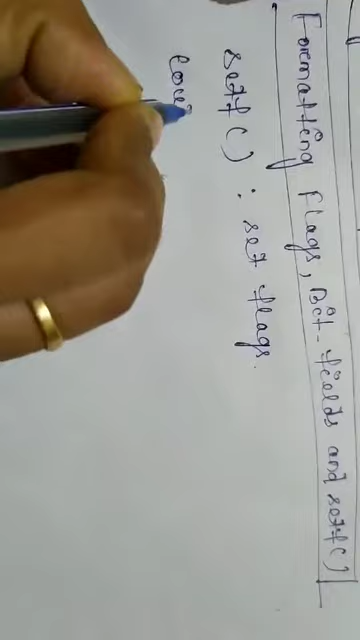 Formatting flags, Bit-fields and setf()
setf() : set flags.